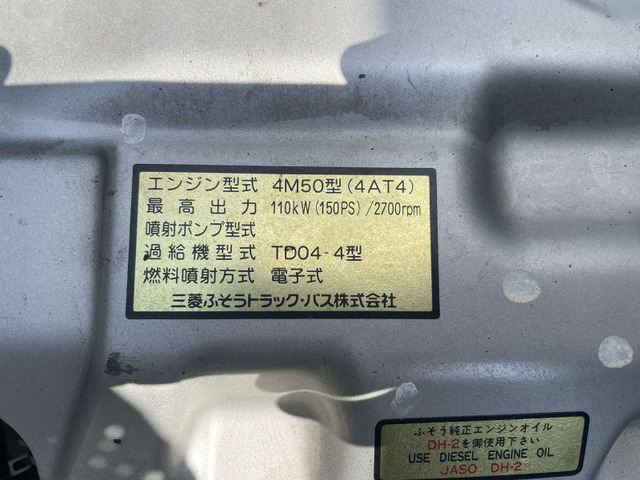 エンジン型式 4M50型(4AT4)
最高出力 110kW(150PS)/2700rpm
噴射ポンプ型式
過給機型式 TD04-4型
燃料噴射方式 電子式
三菱ふそうトラック・バス株式会社
ふそう純正エンジンオイル
DH-2を御使用下さい
USE DIESEL ENGINE OIL
JASO DH-2